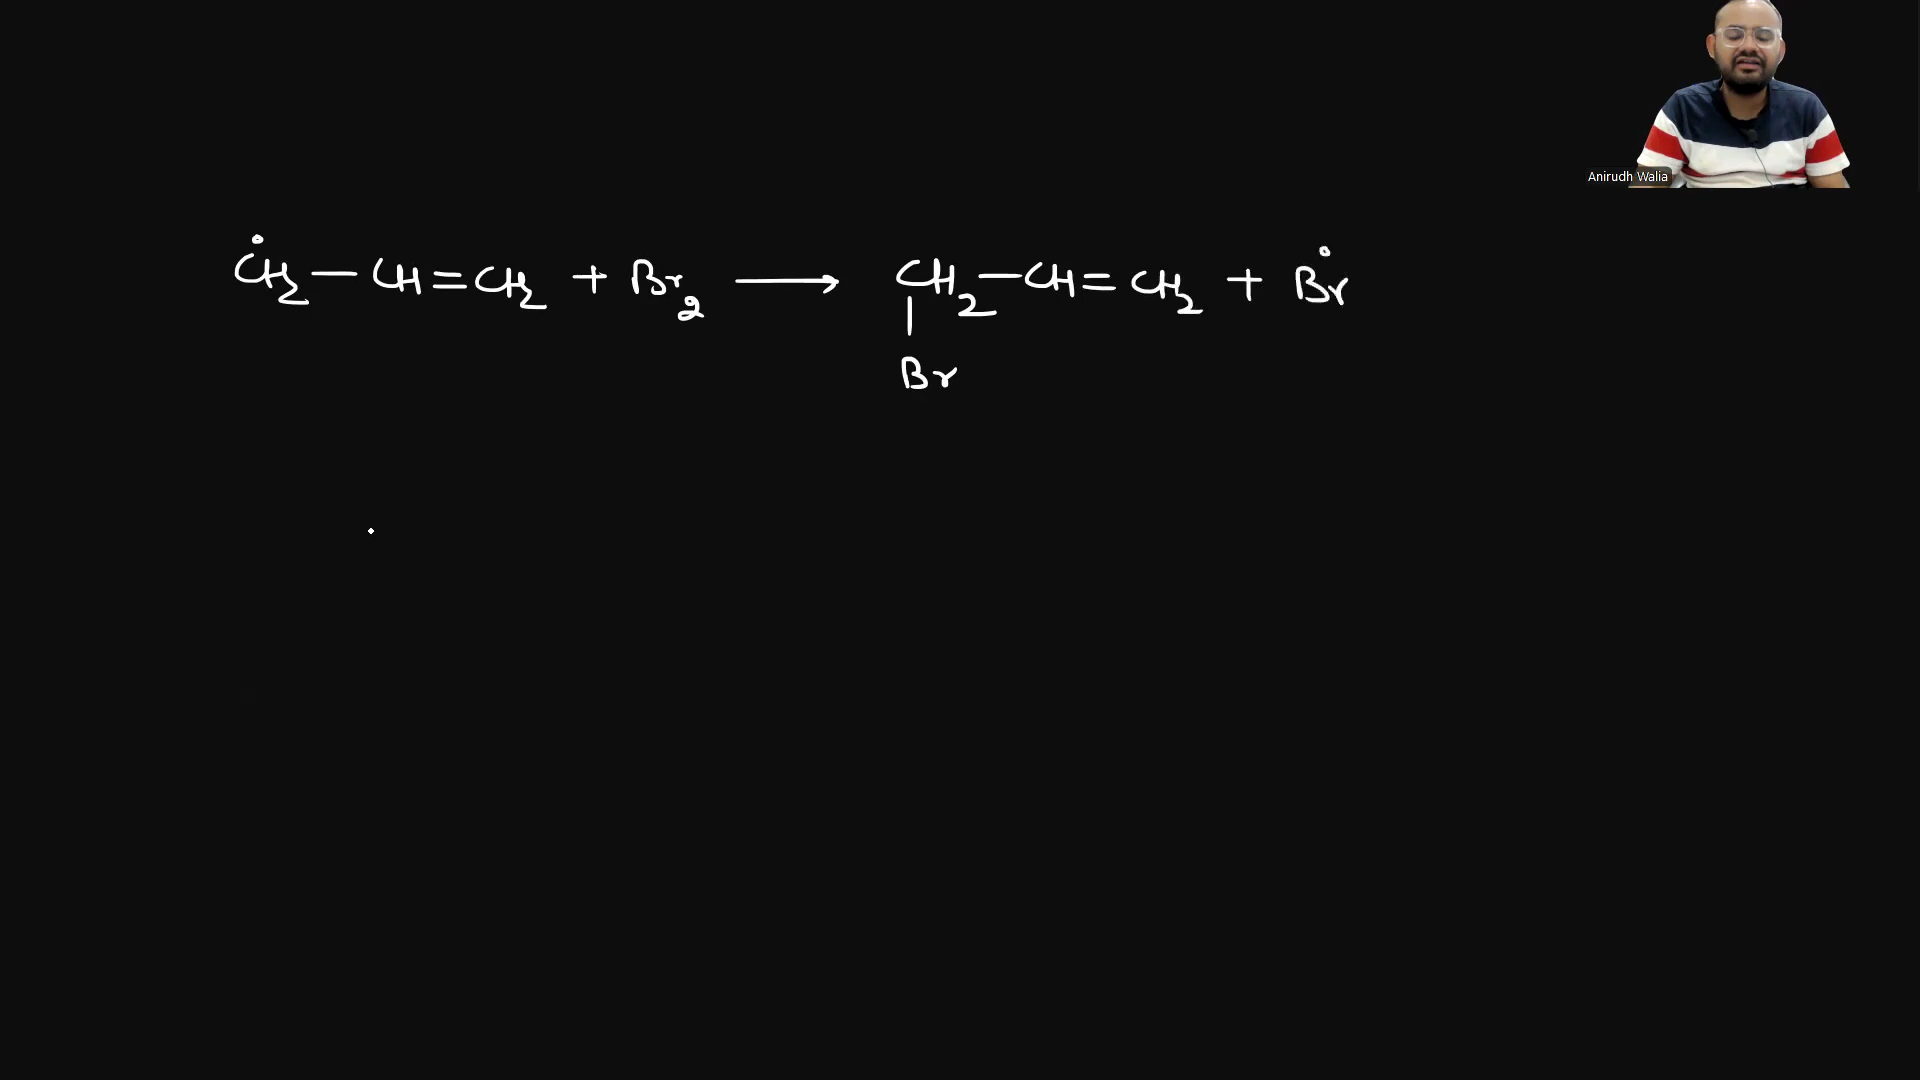 Anirudh Walia
ĊH₂ — CH = CH₂ + Br₂ ⟶ CH₂ — CH = CH₂ + Ḃr
|
Br